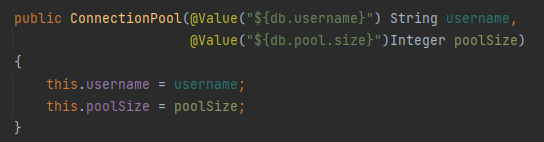 public ConnectionPool(@Value("${db.username}") String username,
                      @Value("${db.pool.size}")Integer poolSize)
{
    this.username = username;
    this.poolSize = poolSize;
}